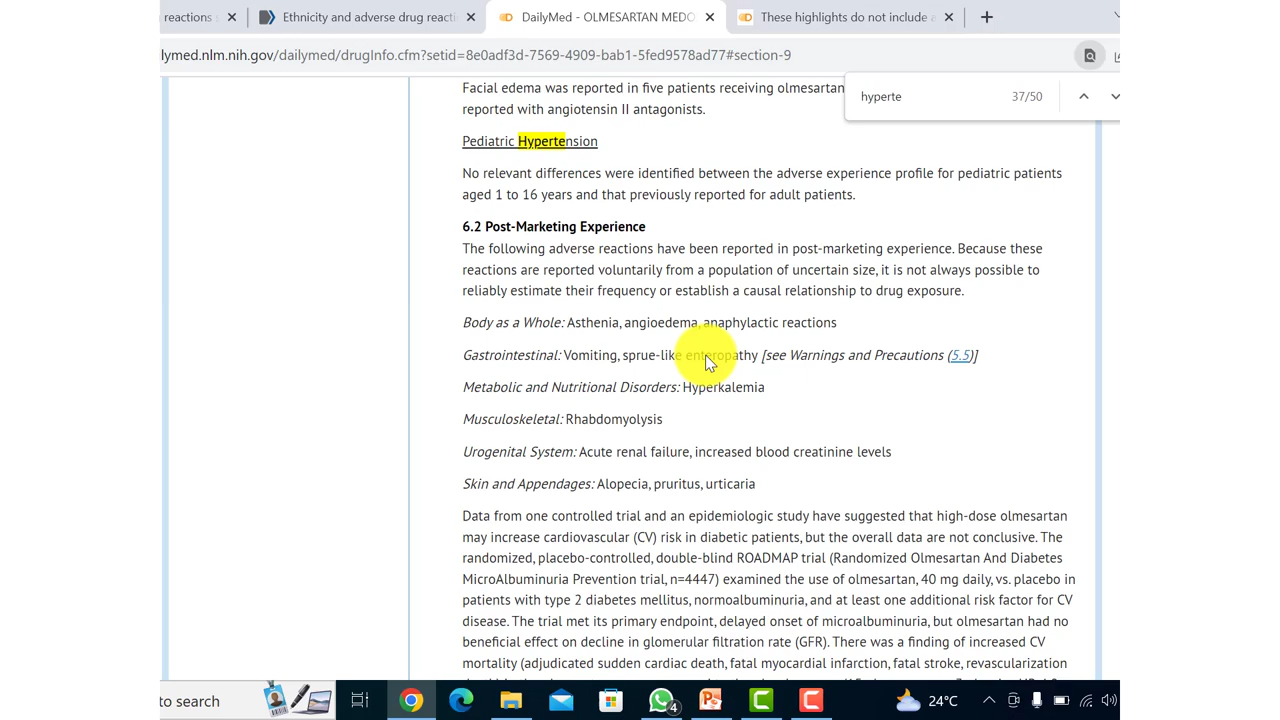 reactions s
Ethnicity and adverse drug reacti
DailyMed - OLMESARTAN MEDO
These highlights do not include a
lymed.nlm.nih.gov/dailymed/drugInfo.cfm?setid=8e0adf3d-7569-4909-bab1-5fed9578ad77#section-9
hyperte 37/50
Facial edema was reported in five patients receiving olmesartan
reported with angiotensin II antagonists.
Pediatric Hypertension
No relevant differences were identified between the adverse experience profile for pediatric patients
aged 1 to 16 years and that previously reported for adult patients.
6.2 Post-Marketing Experience
The following adverse reactions have been reported in post-marketing experience. Because these
reactions are reported voluntarily from a population of uncertain size, it is not always possible to
reliably estimate their frequency or establish a causal relationship to drug exposure.
Body as a Whole: Asthenia, angioedema, anaphylactic reactions
Gastrointestinal: Vomiting, sprue-like enteropathy [see Warnings and Precautions (5.5)]
Metabolic and Nutritional Disorders: Hyperkalemia
Musculoskeletal: Rhabdomyolysis
Urogenital System: Acute renal failure, increased blood creatinine levels
Skin and Appendages: Alopecia, pruritus, urticaria
Data from one controlled trial and an epidemiologic study have suggested that high-dose olmesartan
may increase cardiovascular (CV) risk in diabetic patients, but the overall data are not conclusive. The
randomized, placebo-controlled, double-blind ROADMAP trial (Randomized Olmesartan And Diabetes
MicroAlbuminuria Prevention trial, n=4447) examined the use of olmesartan, 40 mg daily, vs. placebo in
patients with type 2 diabetes mellitus, normoalbuminuria, and at least one additional risk factor for CV
disease. The trial met its primary endpoint, delayed onset of microalbuminuria, but olmesartan had no
beneficial effect on decline in glomerular filtration rate (GFR). There was a finding of increased CV
mortality (adjudicated sudden cardiac death, fatal myocardial infarction, fatal stroke, revascularization
to search
4
24°C